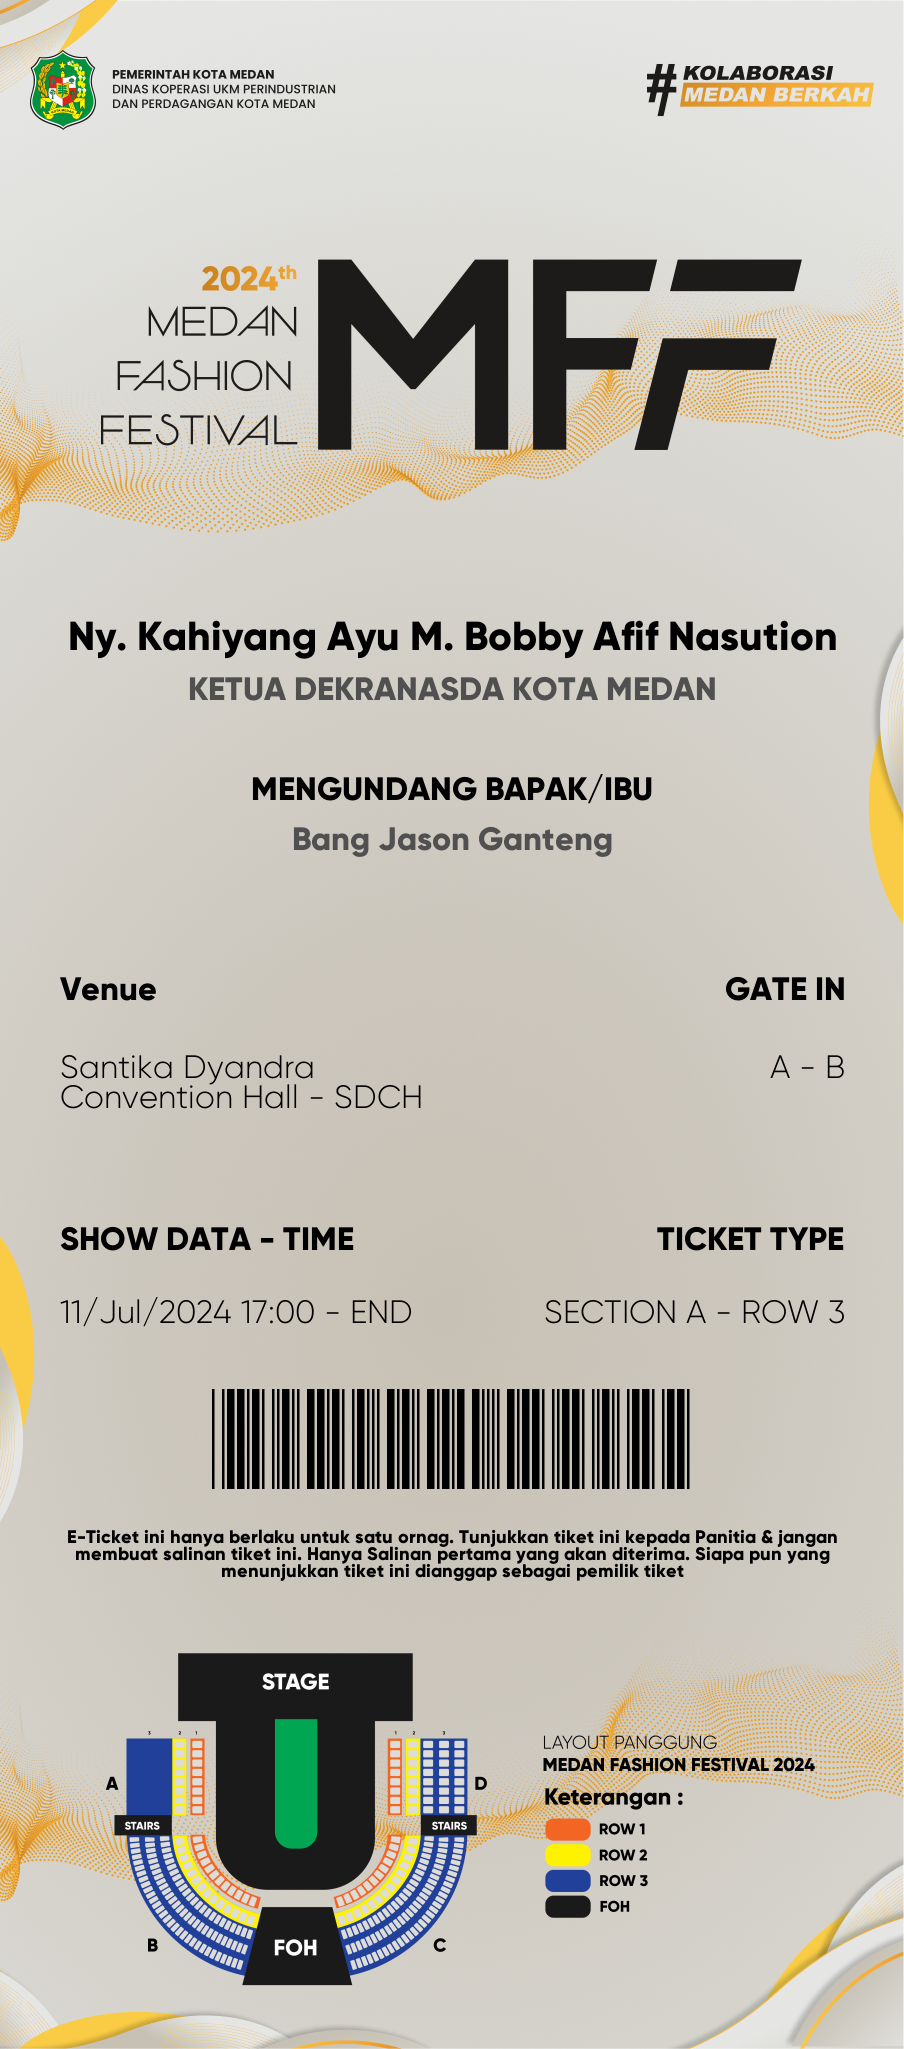 PEMERINTAH KOTA MEDAN
DINAS KOPERASI UKM PERINDUSTRIAN
DAN PERDAGANGAN KOTA MEDAN
#KOLABORASI
MEDAN BERKAH
2024th
MEDAN
FASHION
FESTIVAL
MFF
Ny. Kahiyang Ayu M. Bobby Afif Nasution
KETUA DEKRANASDA KOTA MEDAN
MENGUNDANG BAPAK/IBU
Bang Jason Ganteng
Venue
GATE IN
Santika Dyandra
Convention Hall - SDCH
A - B
SHOW DATA - TIME
TICKET TYPE
11/Jul/2024 17:00 - END
SECTION A - ROW 3
E-Ticket ini hanya berlaku untuk satu ornag. Tunjukkan tiket ini kepada Panitia & jangan
membuat salinan tiket ini. Hanya Salinan pertama yang akan diterima. Siapa pun yang
menunjukkan tiket ini dianggap sebagai pemilik tiket
STAGE
3 2 1
1 2 3
A
D
STAIRS
STAIRS
B
FOH
C
LAYOUT PANGGUNG
MEDAN FASHION FESTIVAL 2024
Keterangan :
ROW 1
ROW 2
ROW 3
FOH